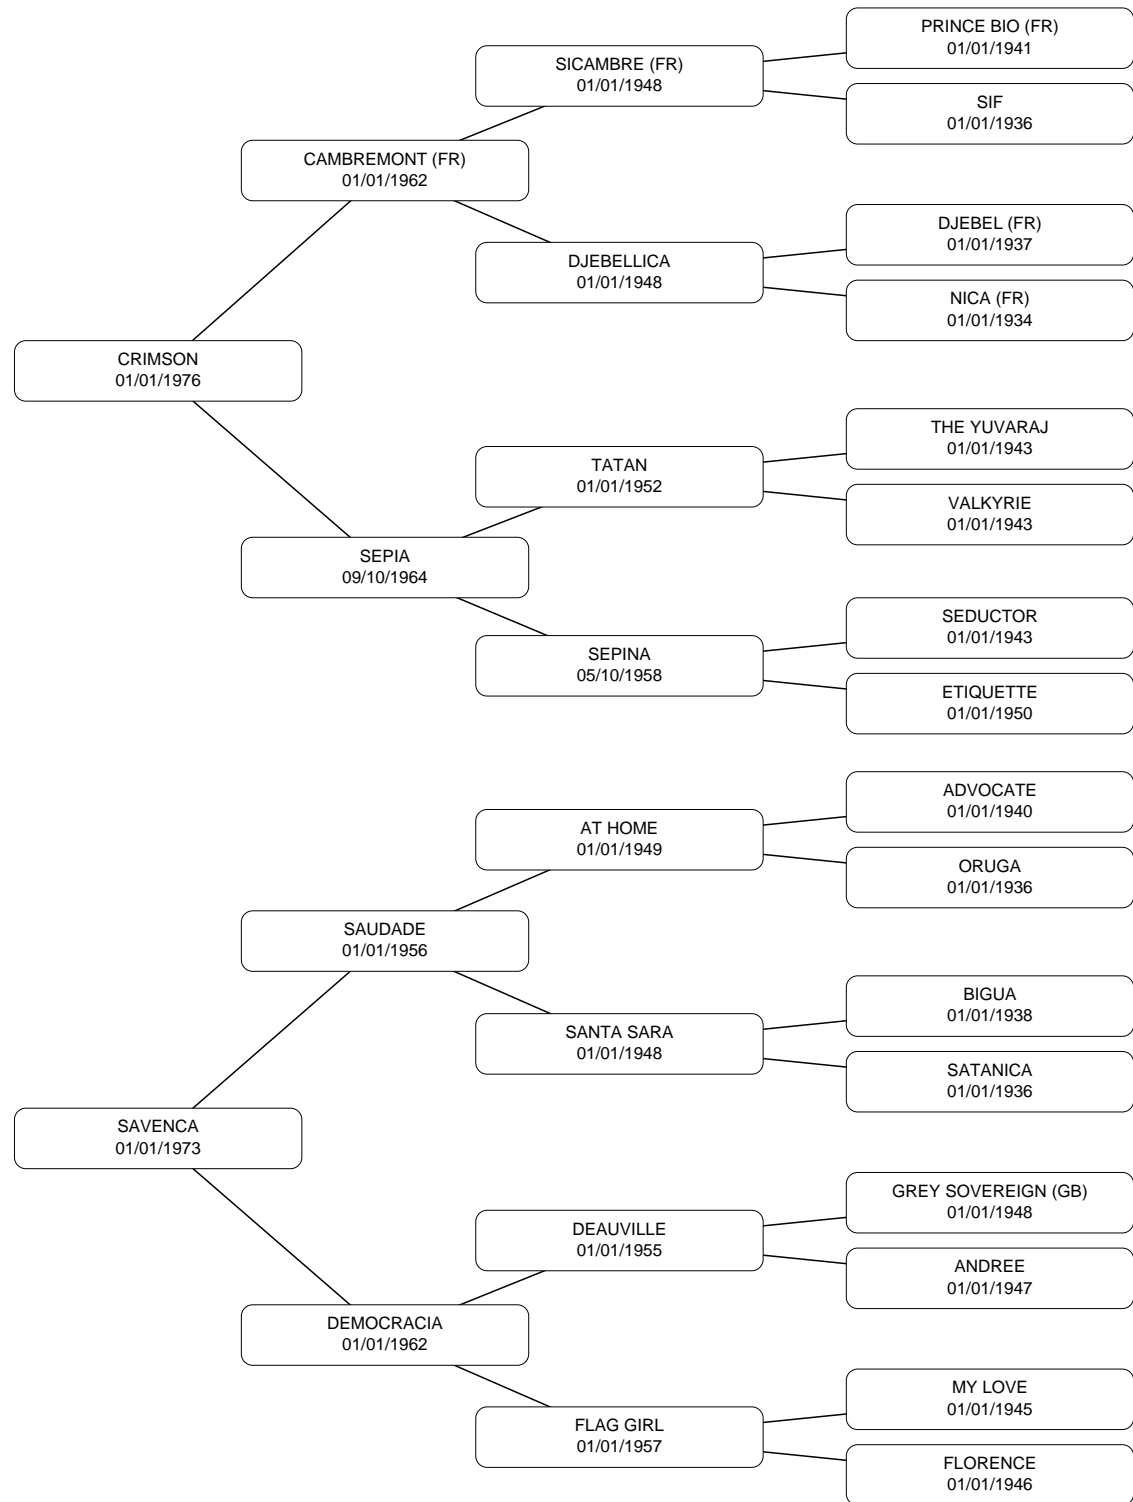 PRINCE BIO (FR)
01/01/1941
SICAMBRE (FR)
01/01/1948
SIF
01/01/1936
CAMBREMONT (FR)
01/01/1962
DJEBEL (FR)
01/01/1937
DJEBELLICA
01/01/1948
NICA (FR)
01/01/1934
CRIMSON
01/01/1976
THE YUVARAJ
01/01/1943
TATAN
01/01/1952
VALKYRIE
01/01/1943
SEPIA
09/10/1964
SEDUCTOR
01/01/1943
SEPINA
05/10/1958
ETIQUETTE
01/01/1950
ADVOCATE
01/01/1940
AT HOME
01/01/1949
ORUGA
01/01/1936
SAUDADE
01/01/1956
BIGUA
01/01/1938
SANTA SARA
01/01/1948
SATANICA
01/01/1936
SAVENCA
01/01/1973
GREY SOVEREIGN (GB)
01/01/1948
DEAUVILLE
01/01/1955
ANDREE
01/01/1947
DEMOCRACIA
01/01/1962
MY LOVE
01/01/1945
FLAG GIRL
01/01/1957
FLORENCE
01/01/1946